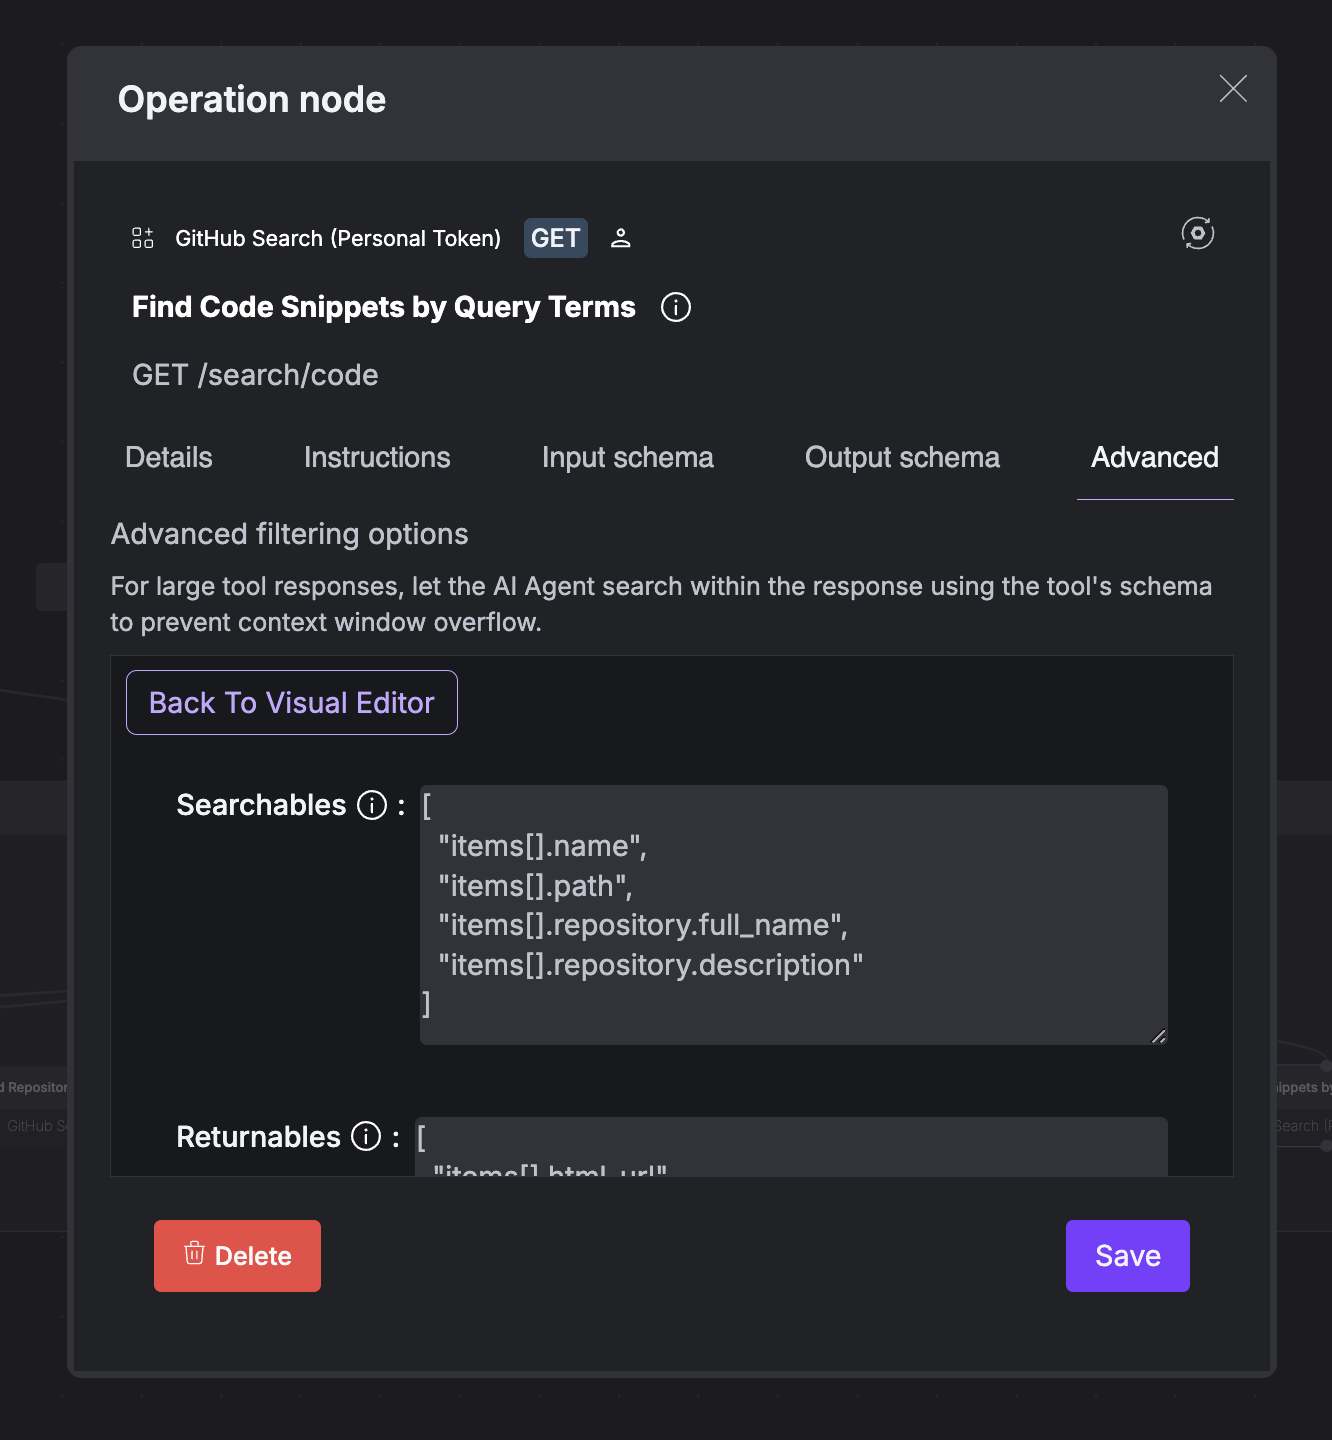 Operation node
GitHub Search (Personal Token) GET
Find Code Snippets by Query Terms
GET /search/code
Details Instructions Input schema Output schema Advanced
Advanced filtering options
For large tool responses, let the AI Agent search within the response using the tool's schema
to prevent context window overflow.
Back To Visual Editor
Searchables : [
"items[].name",
"items[].path",
"items[].repository.full_name",
"items[].repository.description"
]
Returnables : [
"items[].html_url"
d Repositor
ippets by
GitHub S
Search (P
Delete
Save